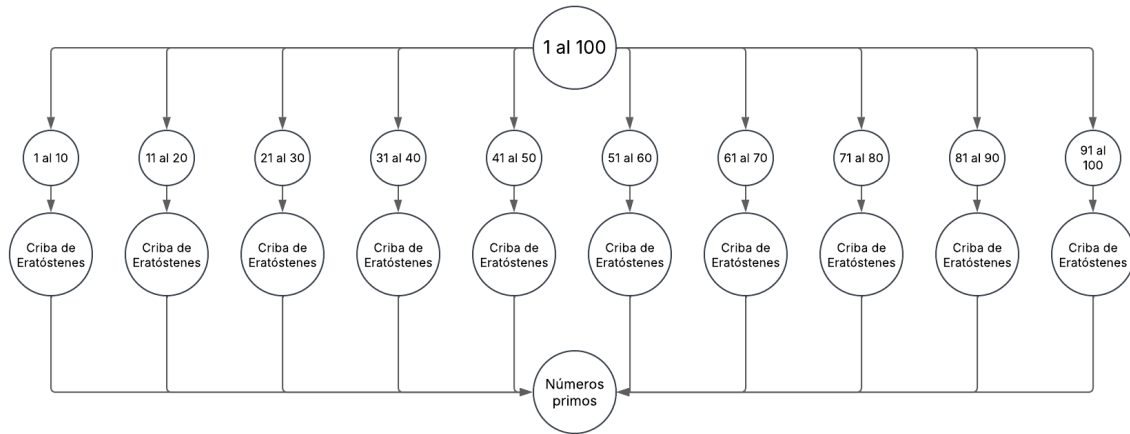 1 al 100
1 al 10
11 al 20
21 al 30
31 al 40
41 al 50
51 al 60
61 al 70
71 al 80
81 al 90
91 al
100
Criba de
Eratóstenes
Criba de
Eratóstenes
Criba de
Eratóstenes
Criba de
Eratóstenes
Criba de
Eratóstenes
Criba de
Eratóstenes
Criba de
Eratóstenes
Criba de
Eratóstenes
Criba de
Eratóstenes
Criba de
Eratóstenes
Números
primos